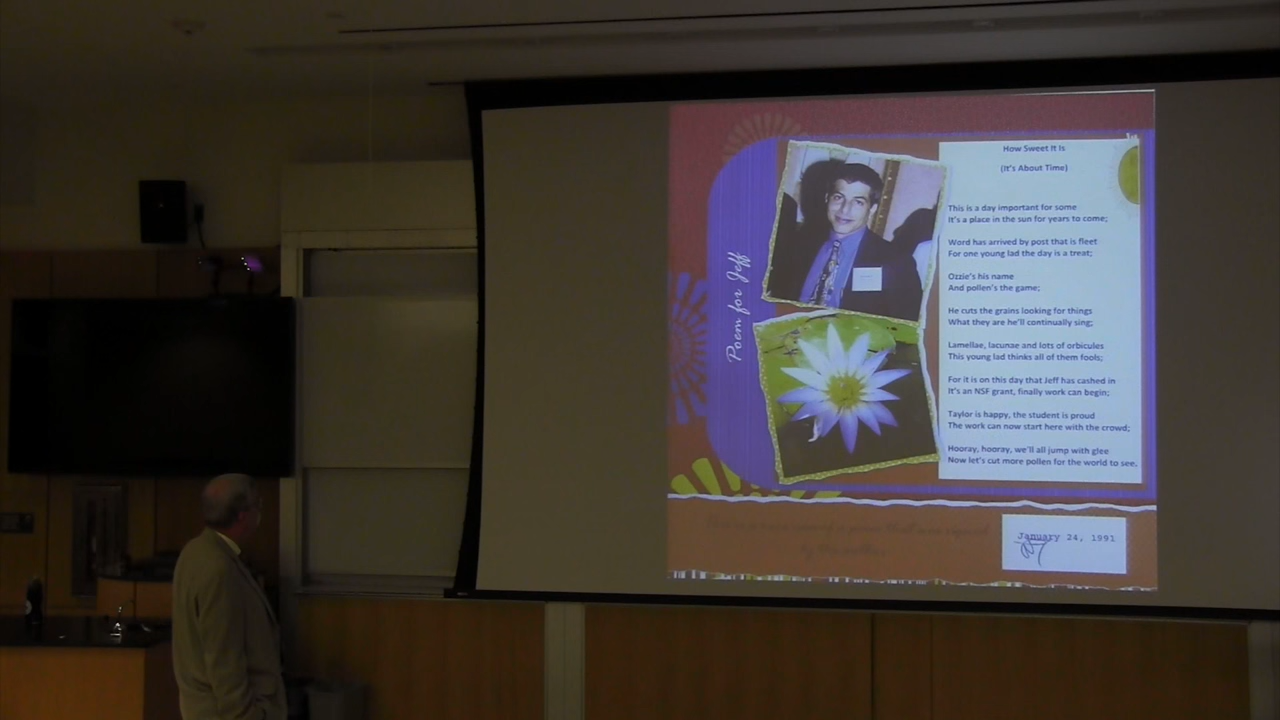 Poem for Jeff
How Sweet It Is
(It's About Time)
This is a day important for some
It's a place in the sun for years to come;
Word has arrived by post that is fleet
For one young lad the day is a treat;
Ozzie's his name
And pollen's the game;
He cuts the grains looking for things
What they are he'll continually sing;
Lamellae, lacunae and lots of orbicules
This young lad thinks all of them fools;
For it is on this day that Jeff has cashed in
It's an NSF grant, finally work can begin;
Taylor is happy, the student is proud
The work can now start here with the crowd;
Hooray, hooray, we'll all jump with glee
Now let's cut more pollen for the world to see.
January 24, 1991